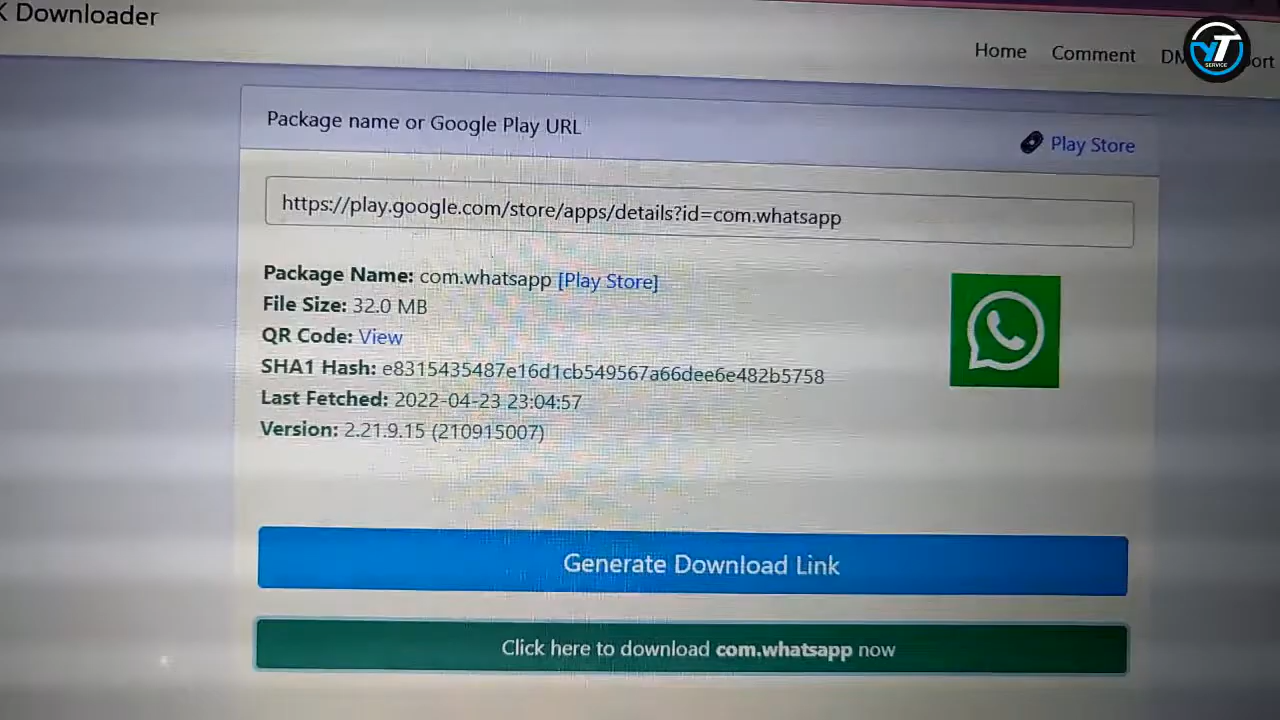 K Downloader
Home Comment
YT
SERVICE
Package name or Google Play URL
Play Store
https://play.google.com/store/apps/details?id=com.whatsapp
Package Name: com.whatsapp [Play Store]
File Size: 32.0 MB
QR Code: View
SHA1 Hash: e8315435487e16d1cb549567a66dee6e482b5758
Last Fetched: 2022-04-23 23:04:57
Version: 2.21.9.15 (210915007)
Generate Download Link
Click here to download com.whatsapp now